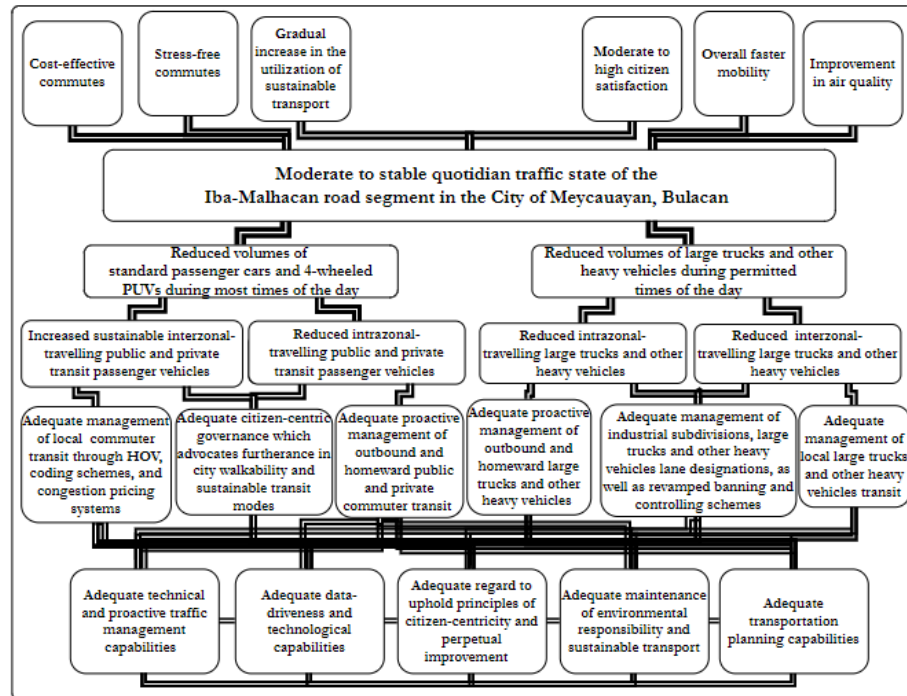 Cost-effective
commutes
Stress-free
commutes
Gradual
increase in the
utilization of
sustainable
transport
Moderate to
high citizen
satisfaction
Overall faster
mobility
Improvement
in air quality
Moderate to stable quotidian traffic state of the
Iba-Malhacan road segment in the City of Meycauayan, Bulacan
Reduced volumes of
standard passenger cars and 4-wheeled
PUVs during most times of the day
Reduced volumes of large trucks and other
heavy vehicles during permitted
times of the day
Increased sustainable interzonal-
travelling public and private
transit passenger vehicles
Reduced intrazonal-
travelling public and private
transit passenger vehicles
Reduced intrazonal-
travelling large trucks and other
heavy vehicles
Reduced interzonal-
travelling large trucks and other
heavy vehicles
Adequate management
of local commuter
transit through HOV,
coding schemes, and
congestion pricing
systems
Adequate citizen-centric
governance which
advocates furtherance in
city walkability and
sustainable transit
modes
Adequate proactive
management of
outbound and
homeward public
and private
commuter transit
Adequate proactive
management of
outbound and
homeward large
trucks and other
heavy vehicles
Adequate management of
industrial subdivisions, large
trucks and other heavy
vehicles lane designations, as
well as revamped banning and
controlling schemes
Adequate
management of
local large trucks
and other heavy
vehicles transit
Adequate technical
and proactive traffic
management
capabilities
Adequate data-
driveness and
technological
capabilities
Adequate regard to
uphold principles of
citizen-centricity and
perpetual
improvement
Adequate maintenance
of environmental
responsibility and
sustainable transport
Adequate
transportation
planning capabilities